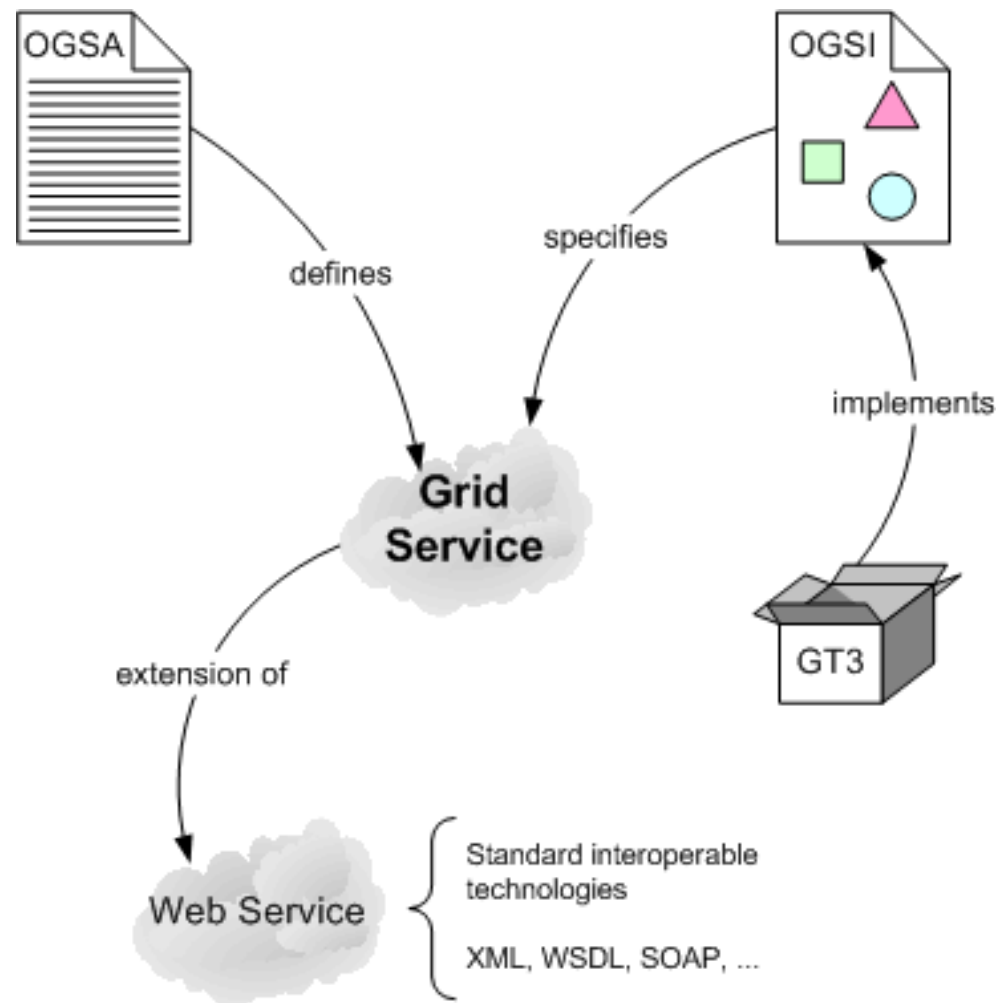 OGSA
OGSI
specifies
defines
implements
Grid
Service
GT3
extension of
Standard interoperable
technologies
Web Service
XML, WSDL, SOAP, ...